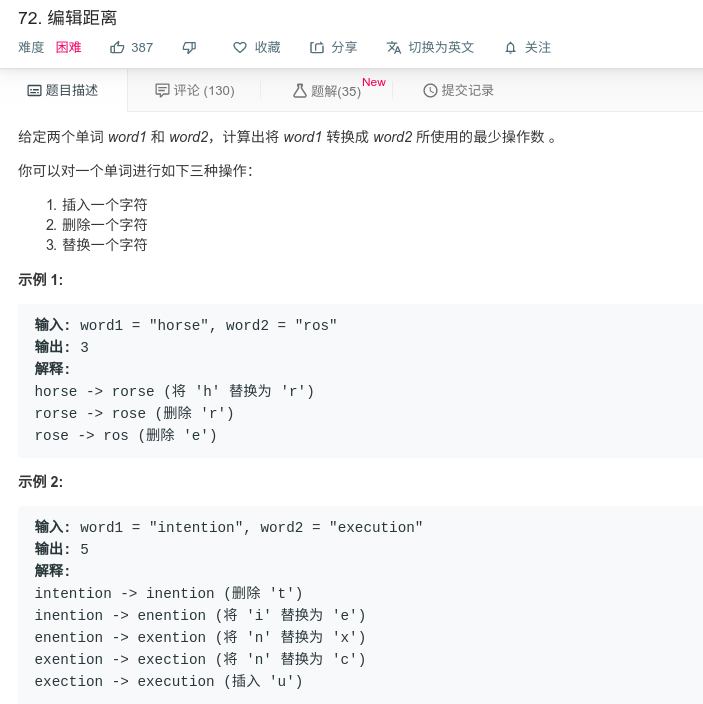 72. 编辑距离
难度 困难 387 收藏 分享 切换为英文 关注
题目描述 评论 (130) 题解(35) New 提交记录
给定两个单词 word1 和 word2，计算出将 word1 转换成 word2 所使用的最少操作数 。
你可以对一个单词进行如下三种操作：
1. 插入一个字符
2. 删除一个字符
3. 替换一个字符
示例 1:
输入: word1 = "horse", word2 = "ros"
输出: 3
解释:
horse -> rorse (将 'h' 替换为 'r')
rorse -> rose (删除 'r')
rose -> ros (删除 'e')
示例 2:
输入: word1 = "intention", word2 = "execution"
输出: 5
解释:
intention -> inention (删除 't')
inention -> enention (将 'i' 替换为 'e')
enention -> exention (将 'n' 替换为 'x')
exention -> exection (将 'n' 替换为 'c')
exection -> execution (插入 'u')